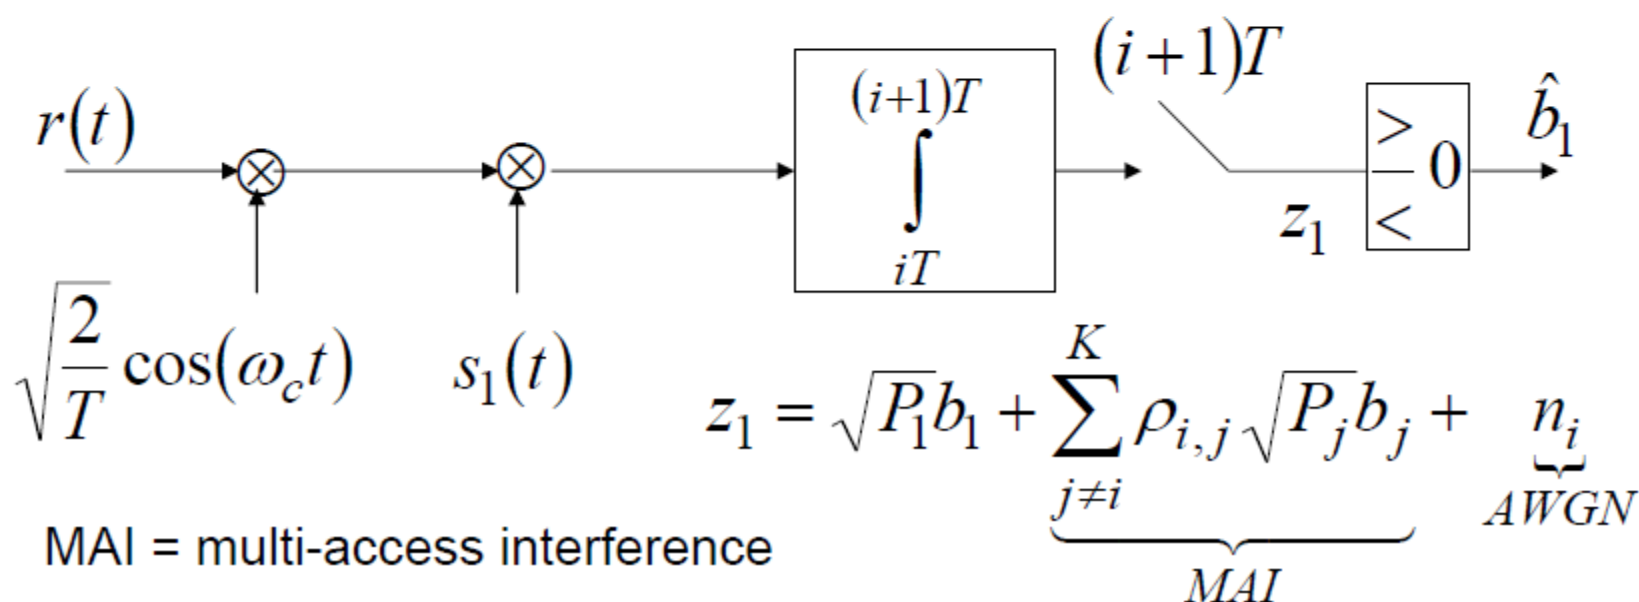 (i+1)T
r(t)
∫_{iT}^{(i+1)T}
> 0 <
b̂₁
z₁
√(2/T) cos(ω_c t)
s₁(t)
z₁ = √P₁ b₁ + ∑_{j≠i}^{K} ρ_{i,j} √P_j b_j + n_i
MAI
AWGN
MAI = multi-access interference